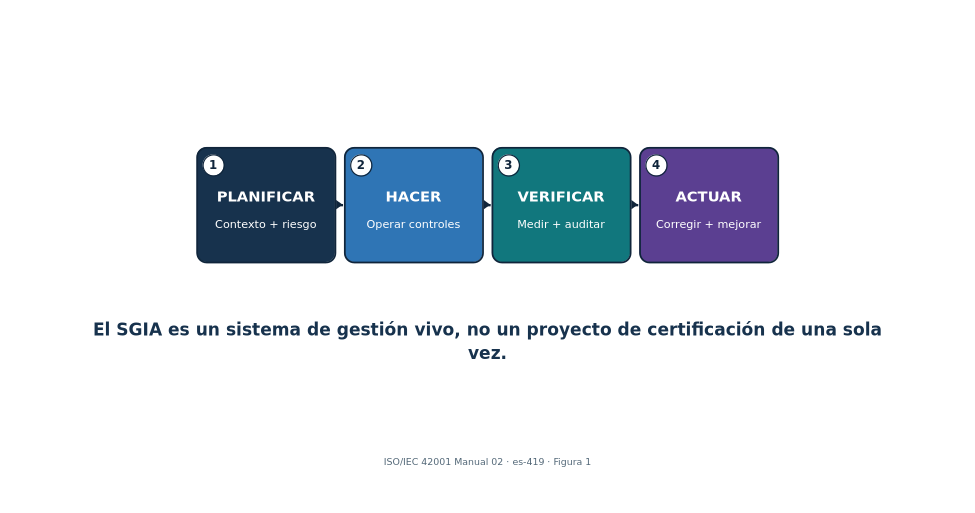 1
PLANIFICAR
Contexto + riesgo
2
HACER
Operar controles
3
VERIFICAR
Medir + auditar
4
ACTUAR
Corregir + mejorar
El SGIA es un sistema de gestión vivo, no un proyecto de certificación de una sola
vez.
ISO/IEC 42001 Manual 02 · es-419 · Figura 1